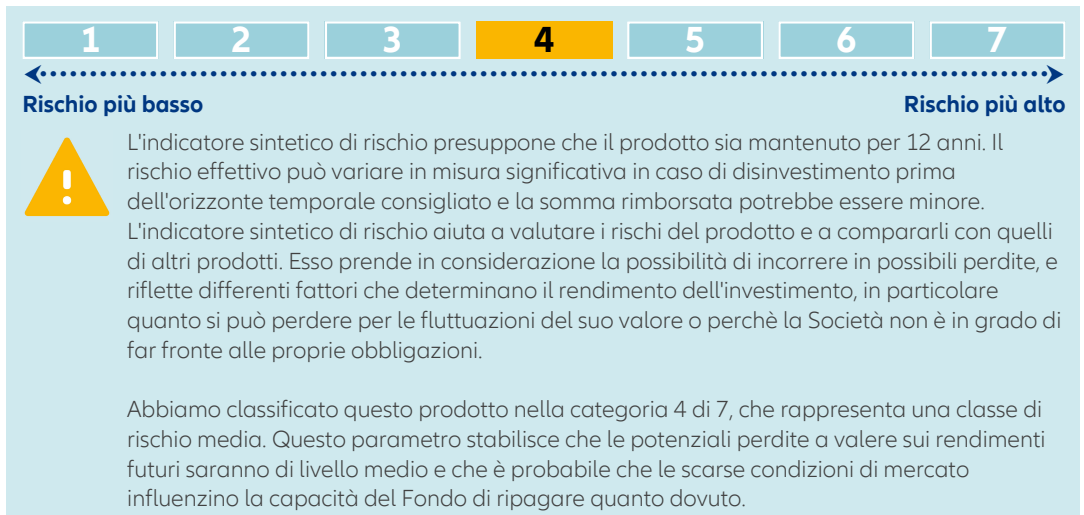 1 2 3 4 5 6 7
Rischio più basso Rischio più alto
L'indicatore sintetico di rischio presuppone che il prodotto sia mantenuto per 12 anni. Il
rischio effettivo può variare in misura significativa in caso di disinvestimento prima
dell'orizzonte temporale consigliato e la somma rimborsata potrebbe essere minore.
L'indicatore sintetico di rischio aiuta a valutare i rischi del prodotto e a compararli con quelli
di altri prodotti. Esso prende in considerazione la possibilità di incorrere in possibili perdite, e
riflette differenti fattori che determinano il rendimento dell'investimento, in particolare
quanto si può perdere per le fluttuazioni del suo valore o perchè la Società non è in grado di
far fronte alle proprie obbligazioni.
Abbiamo classificato questo prodotto nella categoria 4 di 7, che rappresenta una classe di
rischio media. Questo parametro stabilisce che le potenziali perdite a valere sui rendimenti
futuri saranno di livello medio e che è probabile che le scarse condizioni di mercato
influenzino la capacità del Fondo di ripagare quanto dovuto.